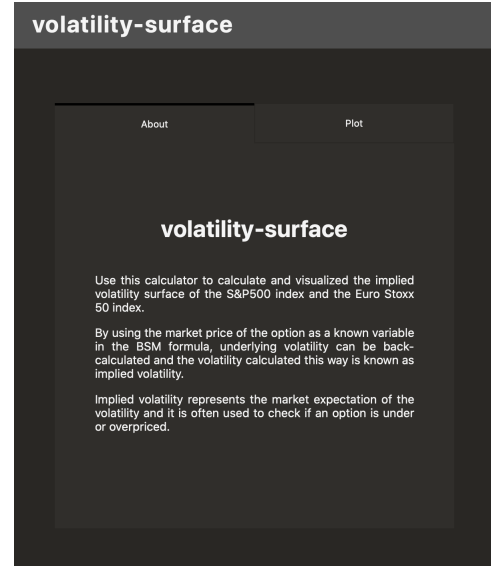 volatility-surface
About
Plot
volatility-surface
Use this calculator to calculate and visualized the implied
volatility surface of the S&P500 index and the Euro Stoxx
50 index.
By using the market price of the option as a known variable
in the BSM formula, underlying volatility can be back-
calculated and the volatility calculated this way is known as
implied volatility.
Implied volatility represents the market expectation of the
volatility and it is often used to check if an option is under
or overpriced.